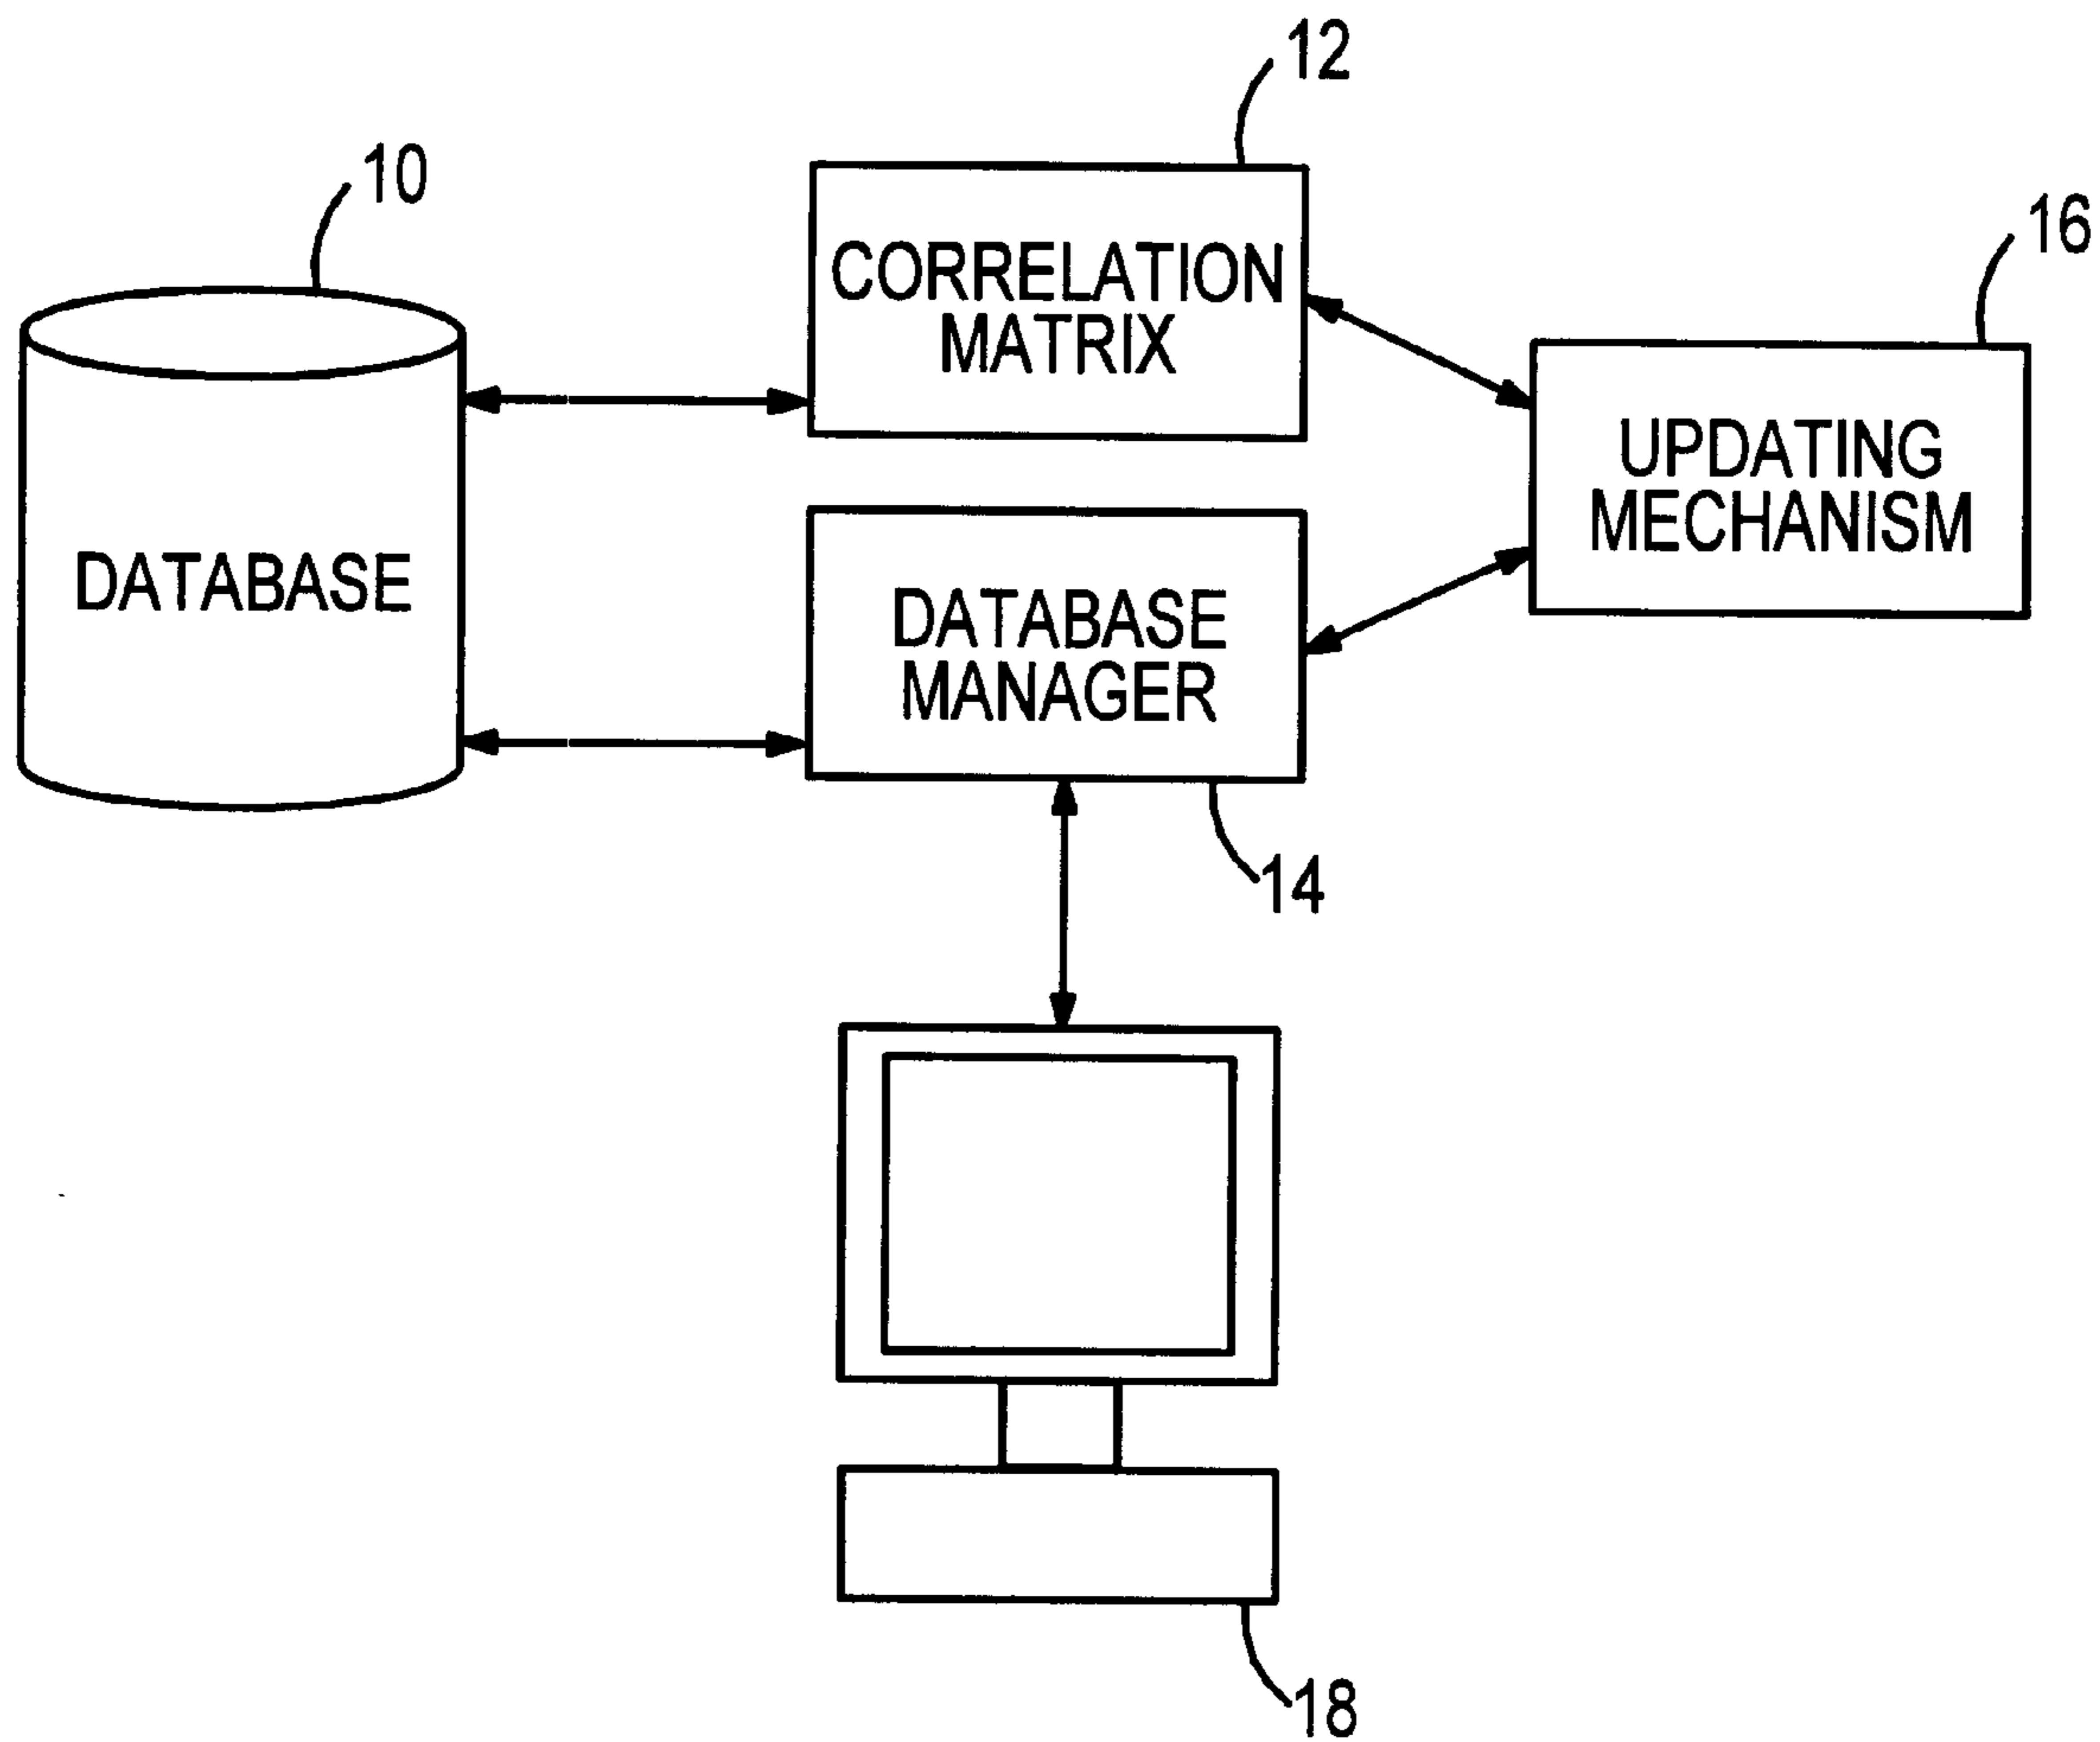 12
10
16
CORRELATION
MATRIX
UPDATING
MECHANISM
DATABASE
DATABASE
MANAGER
14
18